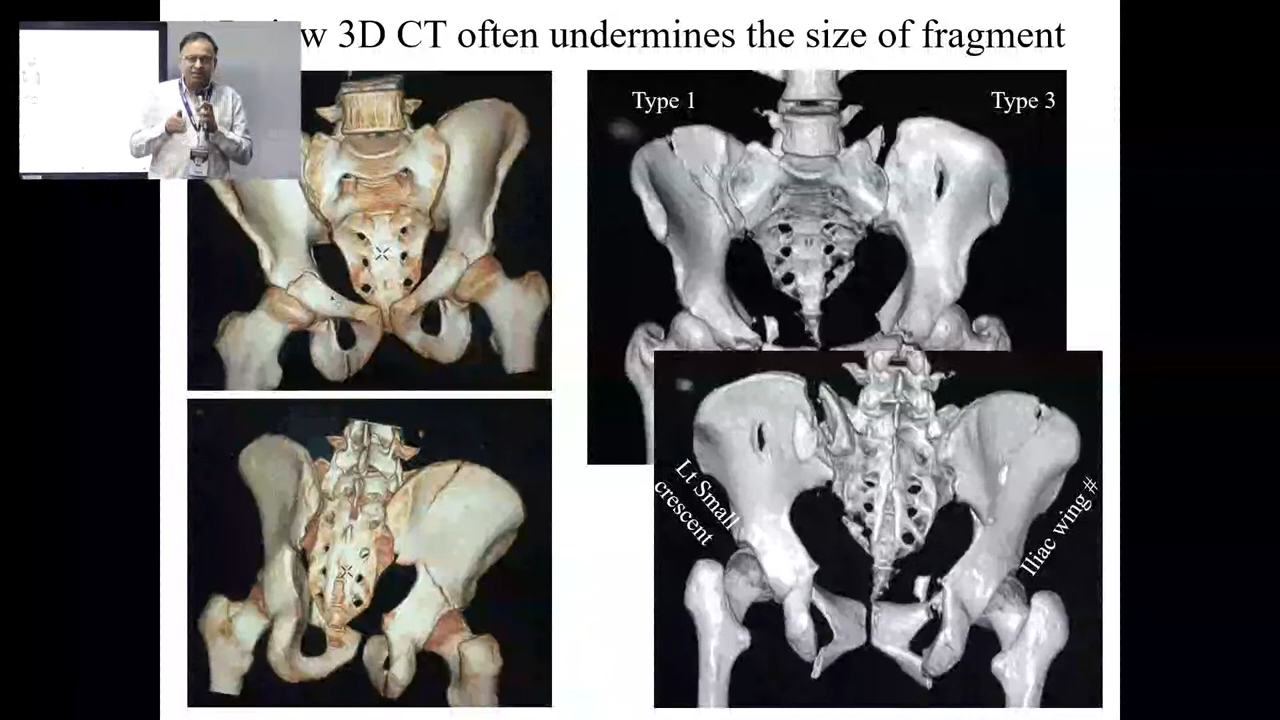 3D CT often undermines the size of fragment
Type 1
Type 3
Lt Small
crescent
Iliac wing #